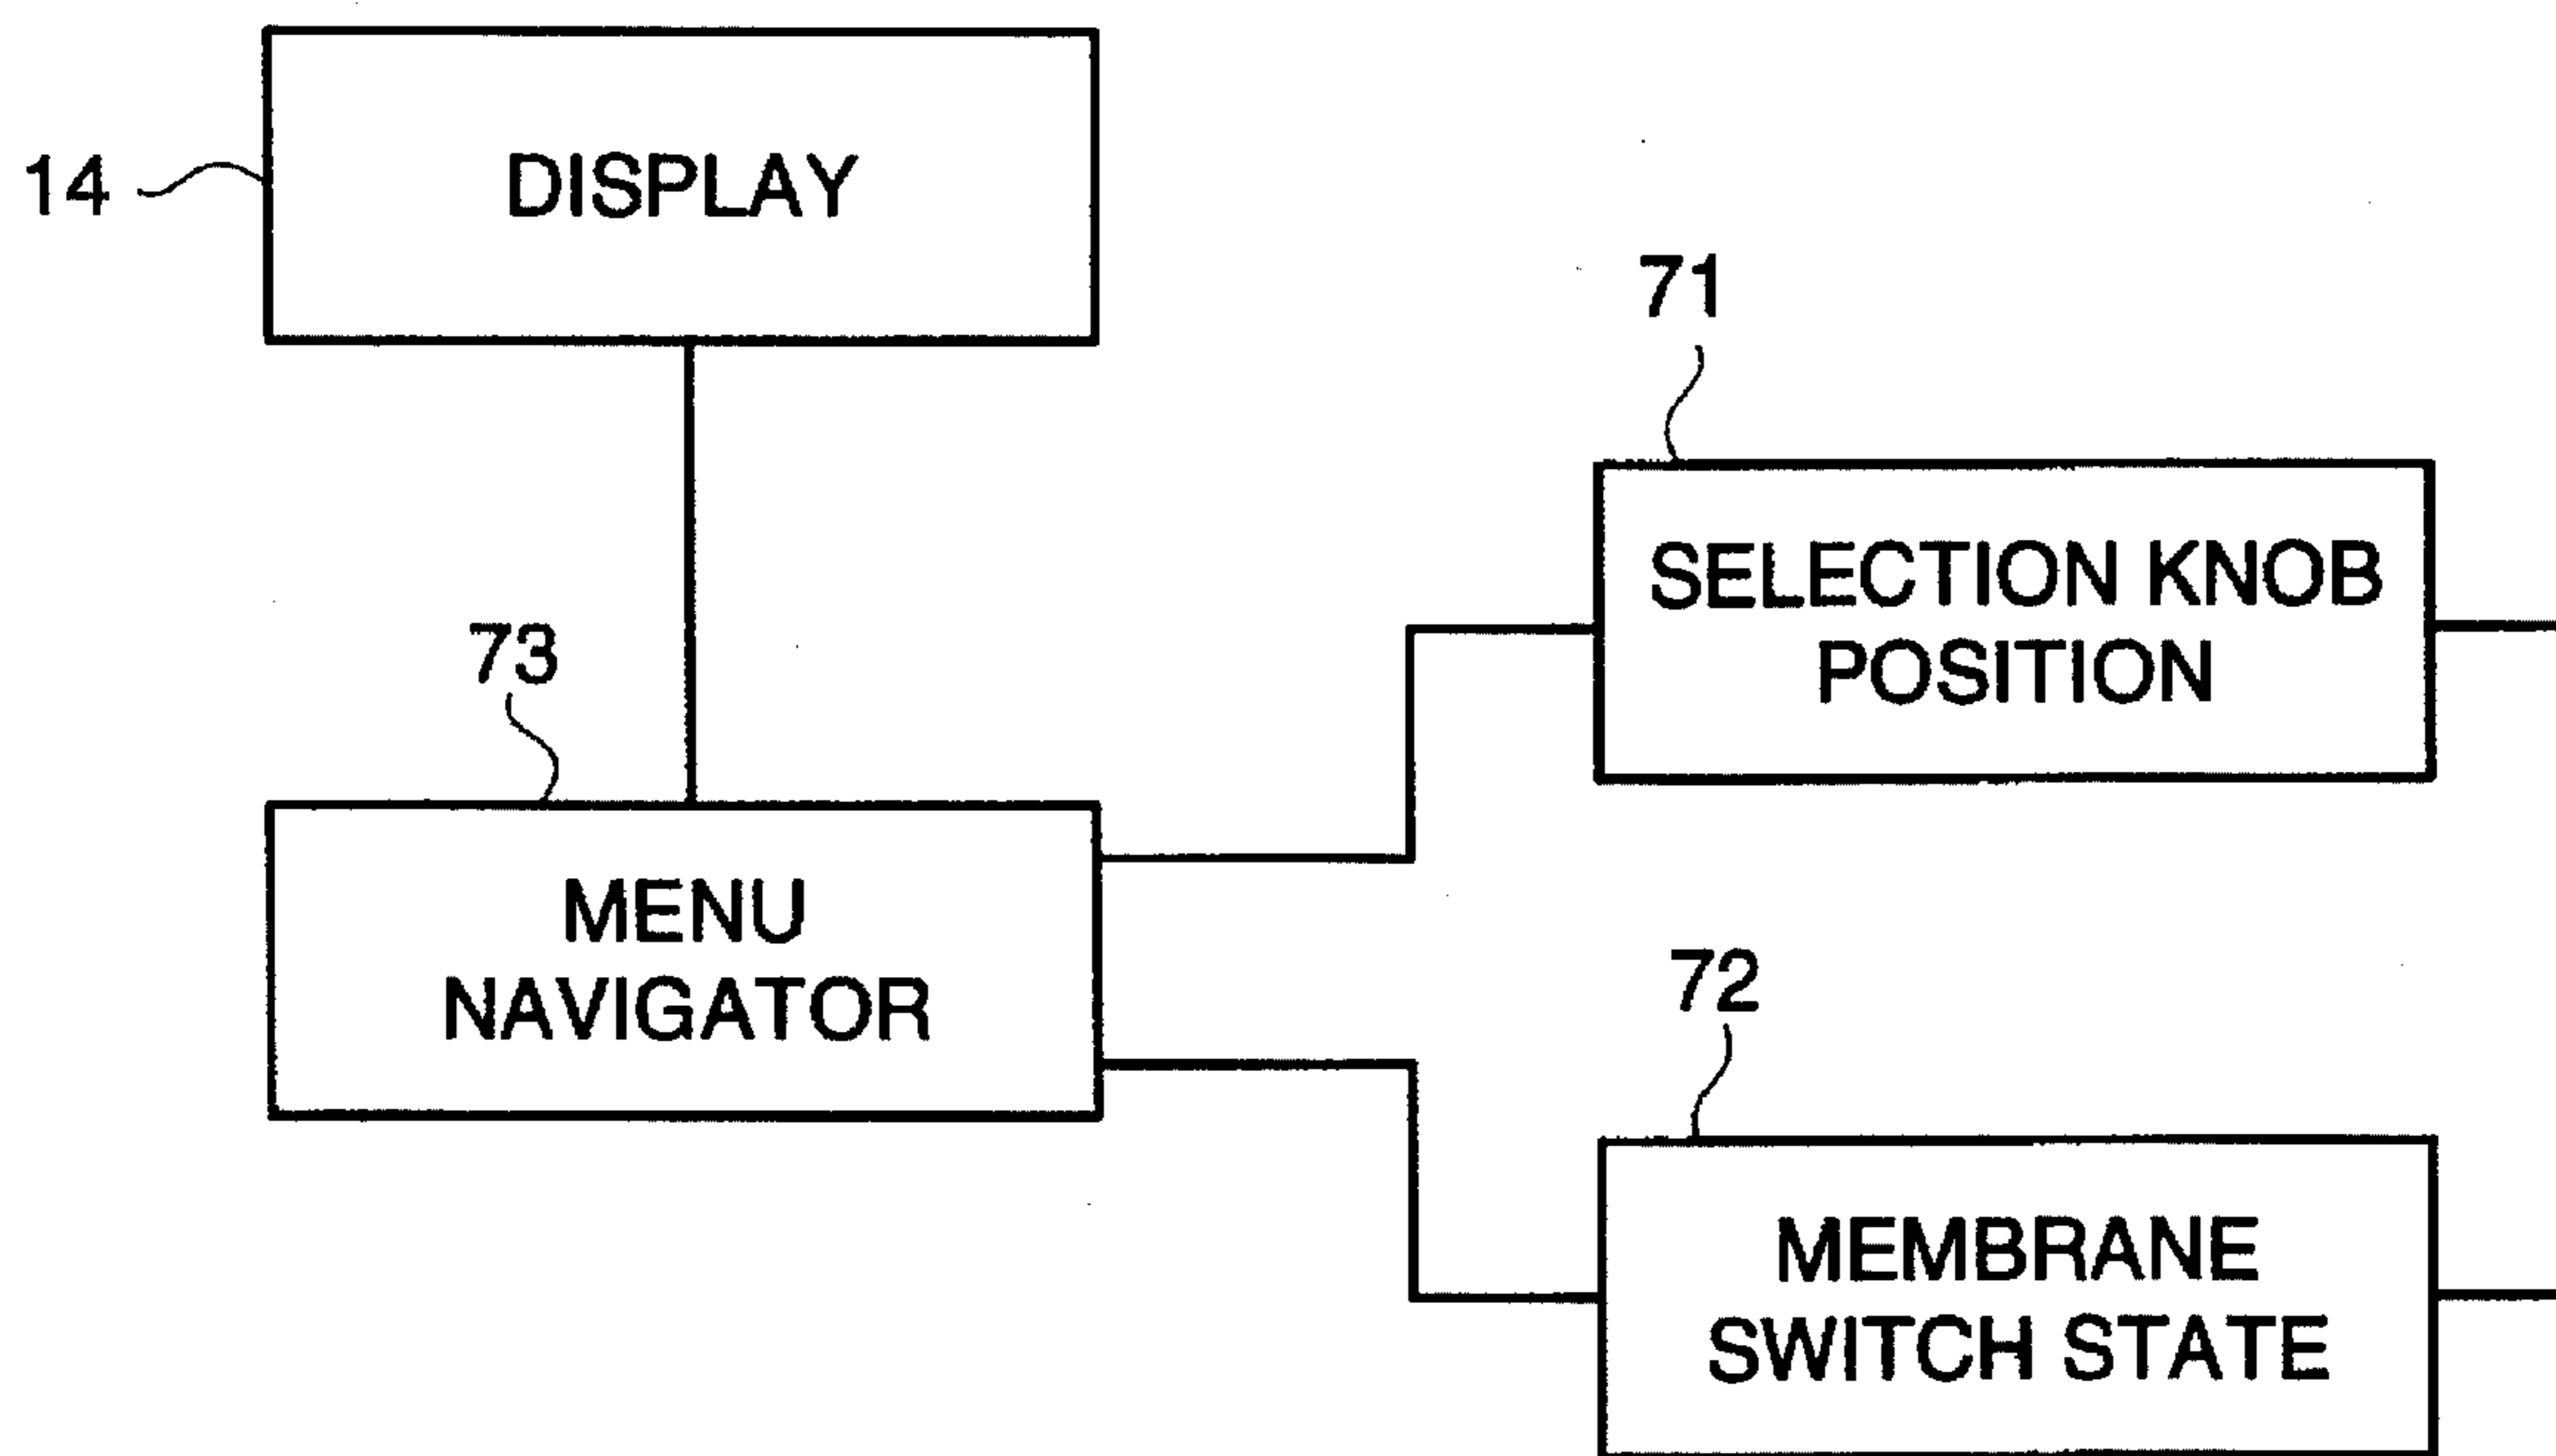 14
DISPLAY
71
SELECTION KNOB
POSITION
73
MENU
NAVIGATOR
72
MEMBRANE
SWITCH STATE